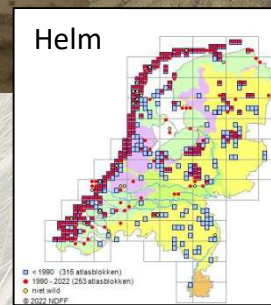 Helm
< 1990 (315 atlasblokken)
1990 - 2022 (253 atlasblokken)
niet wild
© 2022 NDFF